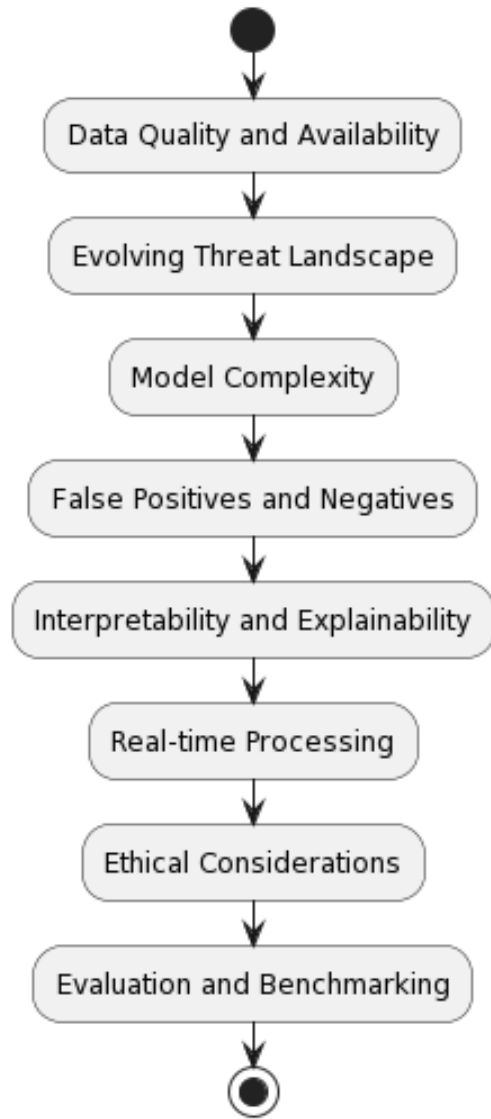 Data Quality and Availability
Evolving Threat Landscape
Model Complexity
False Positives and Negatives
Interpretability and Explainability
Real-time Processing
Ethical Considerations
Evaluation and Benchmarking